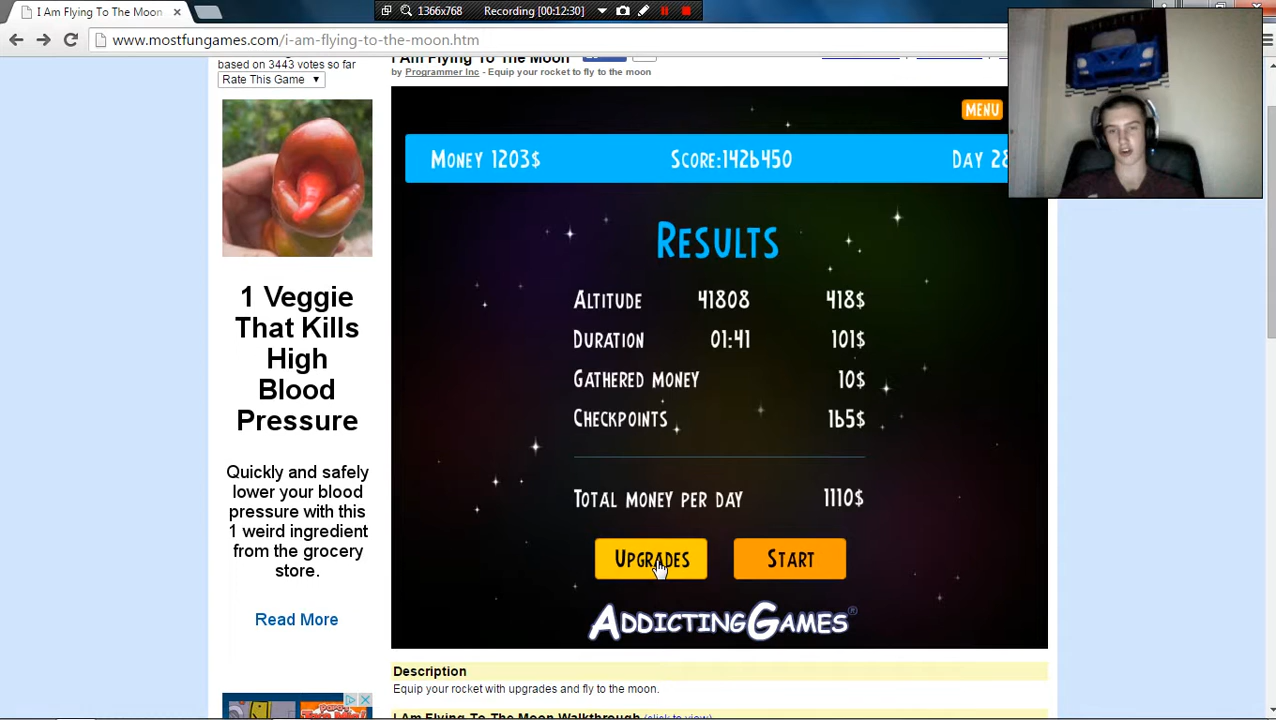 I Am Flying To The Moon
1366x768
Recording [00:12:30]
www.mostfungames.com/i-am-flying-to-the-moon.htm
based on 3443 votes so far
Rate This Game
I Am Flying To The Moon
by Programmer Inc - Equip your rocket to fly to the moon
MENU
Money 1203$
Score:1426450
Day 28
Results
Altitude 41808 418$
Duration 01:41 101$
Gathered money 10$
Checkpoints 165$
Total money per day 1110$
Upgrades
Start
AddictingGames®
1 Veggie
That Kills
High
Blood
Pressure
Quickly and safely
lower your blood
pressure with this
1 weird ingredient
from the grocery
store.
Read More
Description
Equip your rocket with upgrades and fly to the moon.
I Am Flying To The Moon Walkthrough (click to view)